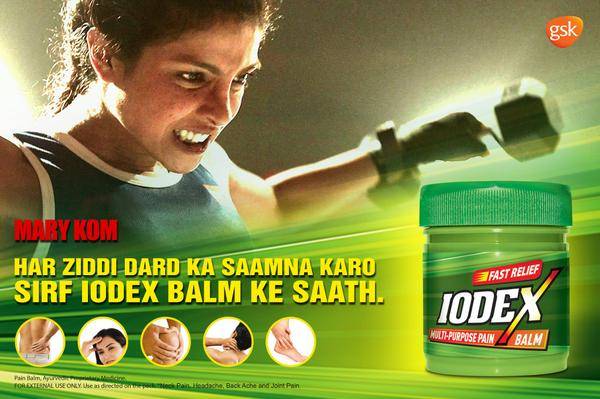 gsk
MARY KOM
HAR ZIDDI DARD KA SAAMNA KARO
SIRF IODEX BALM KE SAATH.
FAST RELIEF
IODEX
MULTI-PURPOSE PAIN BALM
Pain Balm, Ayurvedic Proprietary Medicine.
FOR EXTERNAL USE ONLY. Use as directed on the pack. *Neck Pain, Headache, Back Ache and Joint Pain